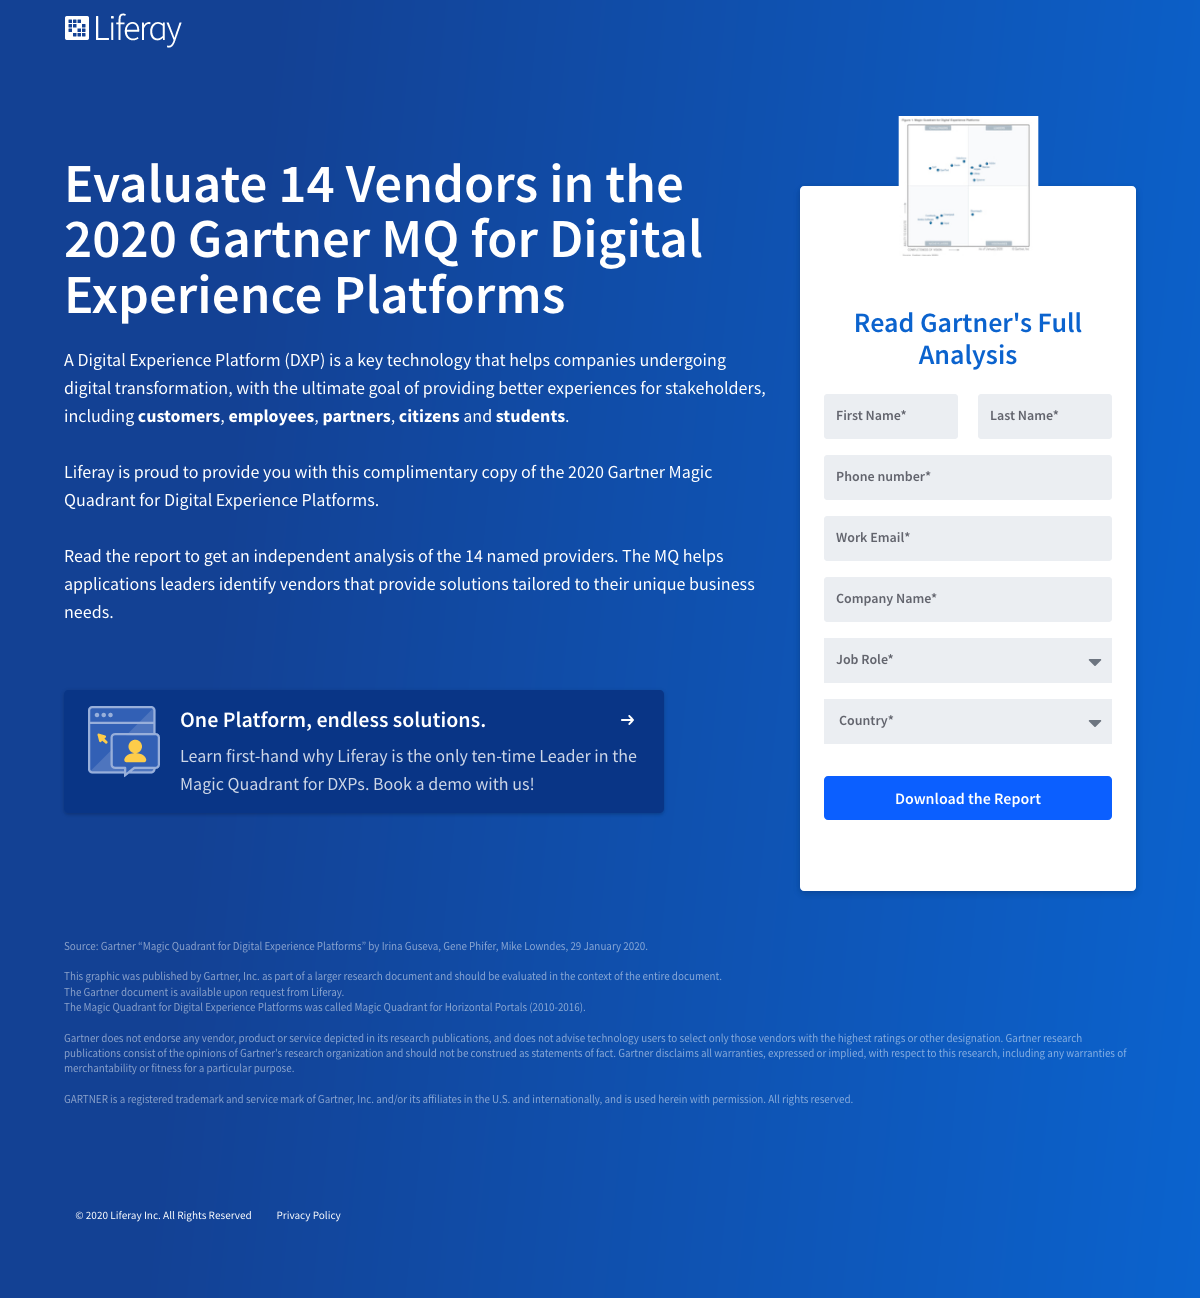 Liferay
Evaluate 14 Vendors in the
2020 Gartner MQ for Digital
Experience Platforms
A Digital Experience Platform (DXP) is a key technology that helps companies undergoing
digital transformation, with the ultimate goal of providing better experiences for stakeholders,
including customers, employees, partners, citizens and students.
Liferay is proud to provide you with this complimentary copy of the 2020 Gartner Magic
Quadrant for Digital Experience Platforms.
Read the report to get an independent analysis of the 14 named providers. The MQ helps
applications leaders identify vendors that provide solutions tailored to their unique business
needs.
One Platform, endless solutions.
Learn first-hand why Liferay is the only ten-time Leader in the
Magic Quadrant for DXPs. Book a demo with us!
Read Gartner's Full
Analysis
First Name* Last Name*
Phone number*
Work Email*
Company Name*
Job Role*
Country*
Download the Report
Source: Gartner “Magic Quadrant for Digital Experience Platforms” by Irina Guseva, Gene Phifer, Mike Lowndes, 29 January 2020.
This graphic was published by Gartner, Inc. as part of a larger research document and should be evaluated in the context of the entire document.
The Gartner document is available upon request from Liferay.
The Magic Quadrant for Digital Experience Platforms was called Magic Quadrant for Horizontal Portals (2010-2016).
Gartner does not endorse any vendor, product or service depicted in its research publications, and does not advise technology users to select only those vendors with the highest ratings or other designation. Gartner research
publications consist of the opinions of Gartner's research organization and should not be construed as statements of fact. Gartner disclaims all warranties, expressed or implied, with respect to this research, including any warranties of
merchantability or fitness for a particular purpose.
GARTNER is a registered trademark and service mark of Gartner, Inc. and/or its affiliates in the U.S. and internationally, and is used herein with permission. All rights reserved.
© 2020 Liferay Inc. All Rights Reserved Privacy Policy